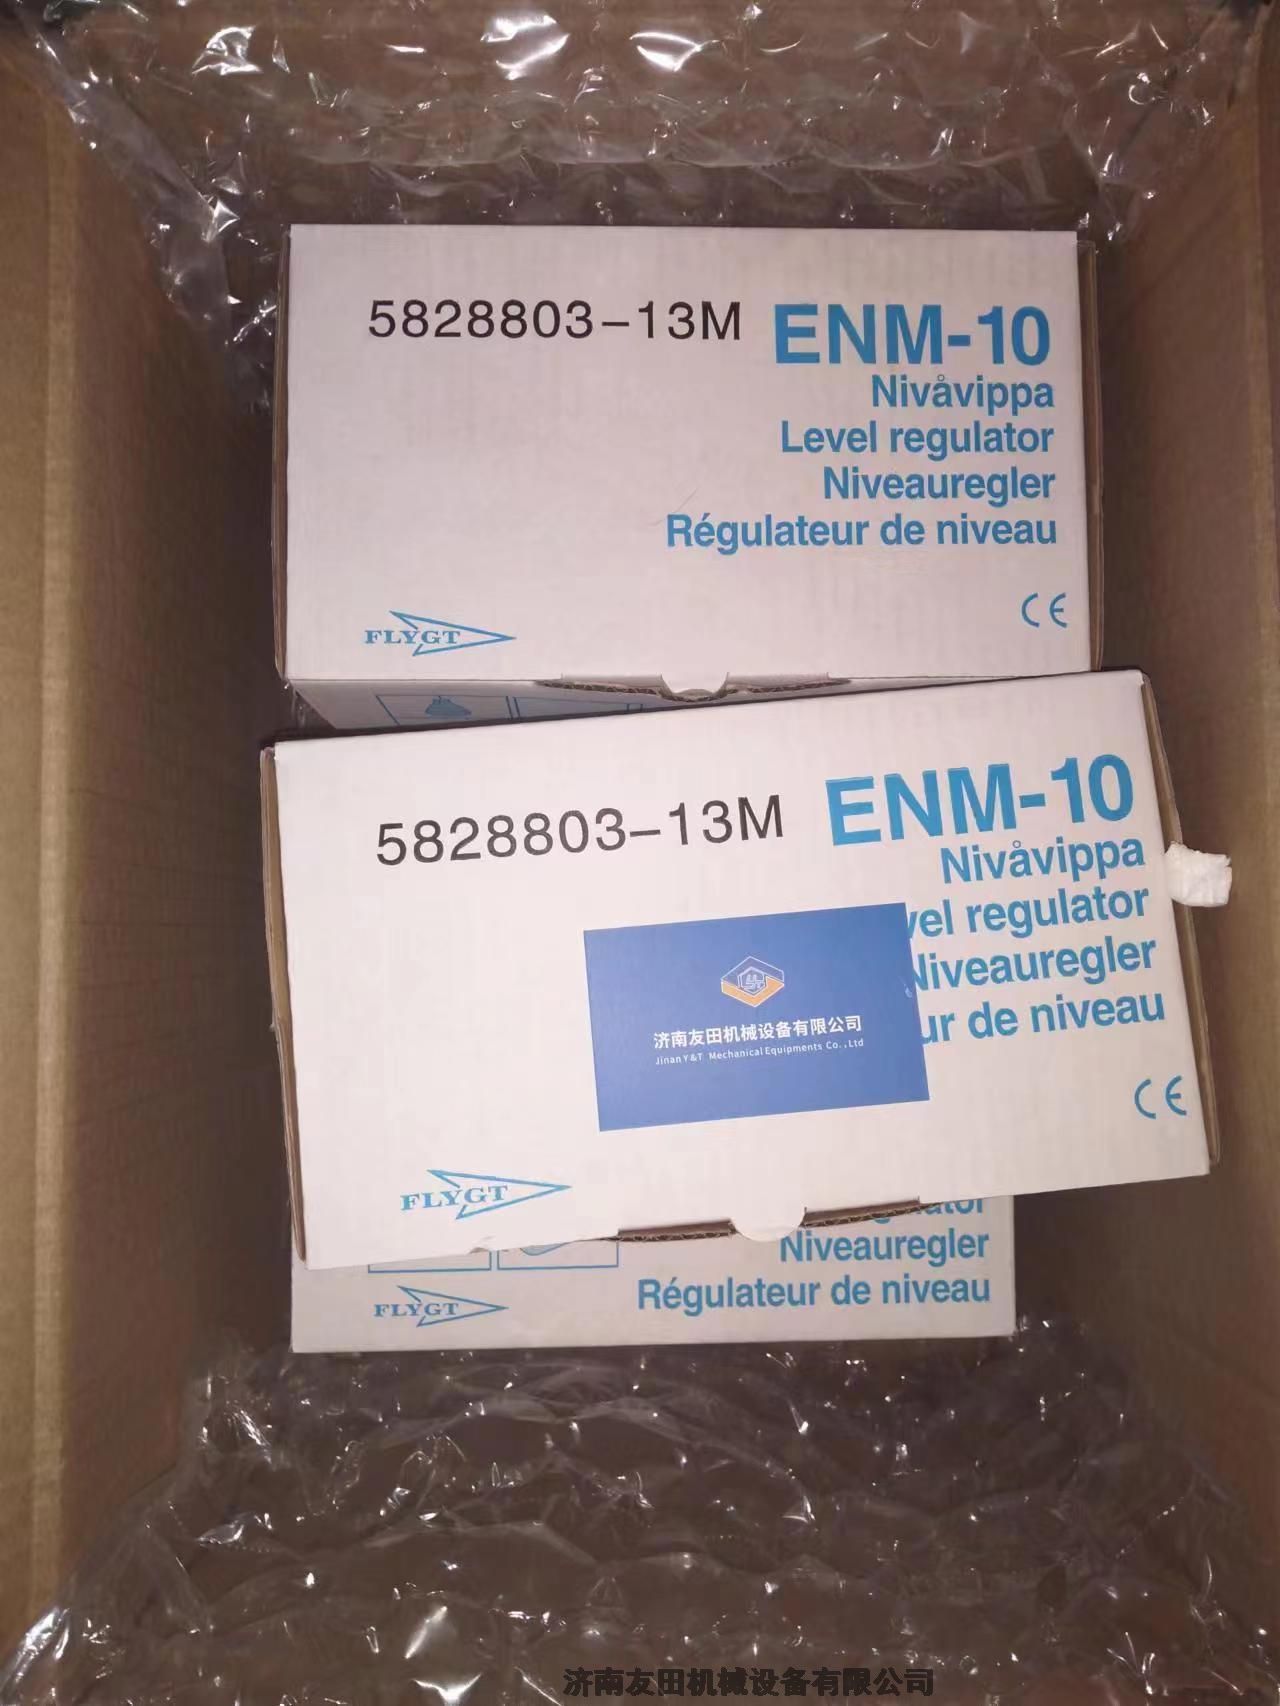 5828803-13M ENM-10
Nivåvippa
Level regulator
Niveauregler
Régulateur de niveau
CE
FLYGT
5828803-13M ENM-10
Nivåvippa
vel regulator
Niveauregler
ur de niveau
济南友田机械设备有限公司
Jinan Y&T Mechanical Equipments Co.,Ltd
CE
FLYGT
Niveauregler
Régulateur de niveau
FLYGT
济南友田机械设备有限公司